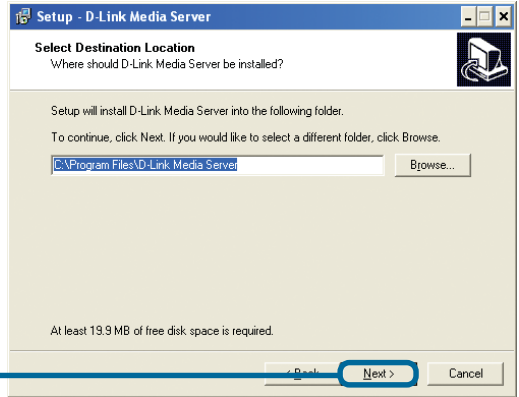 Setup - D-Link Media Server
Select Destination Location
Where should D-Link Media Server be installed?
Setup will install D-Link Media Server into the following folder.
To continue, click Next. If you would like to select a different folder, click Browse.
C:\Program Files\D-Link Media Server
Browse...
At least 19.9 MB of free disk space is required.
< Back
Next >
Cancel